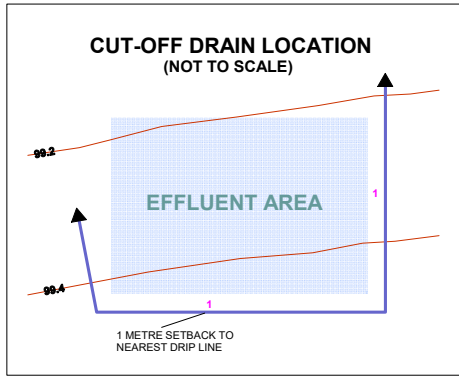 CUT-OFF DRAIN LOCATION
(NOT TO SCALE)
99.2
EFFLUENT AREA
1
99.4
1
1 METRE SETBACK TO
NEAREST DRIP LINE